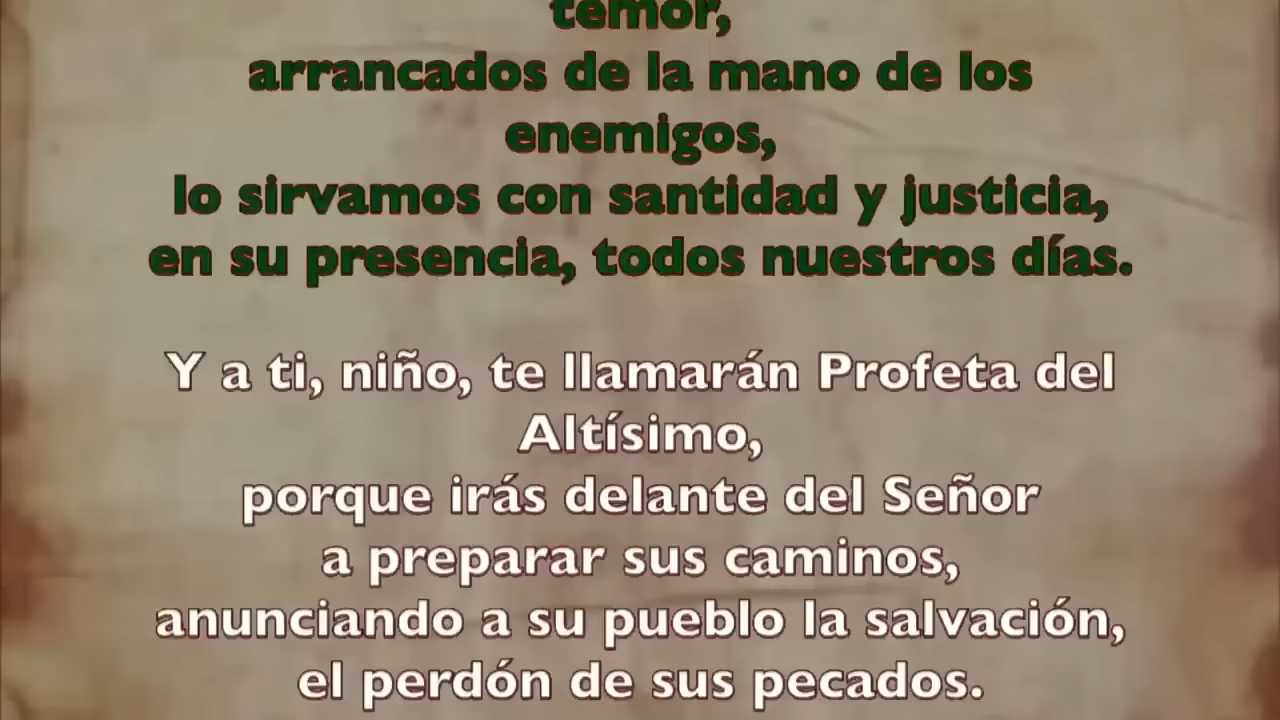 temor,
arrancados de la mano de los
enemigos,
lo sirvamos con santidad y justicia,
en su presencia, todos nuestros días.
Y a ti, niño, te llamarán Profeta del
Altísimo,
porque irás delante del Señor
a preparar sus caminos,
anunciando a su pueblo la salvación,
el perdón de sus pecados.